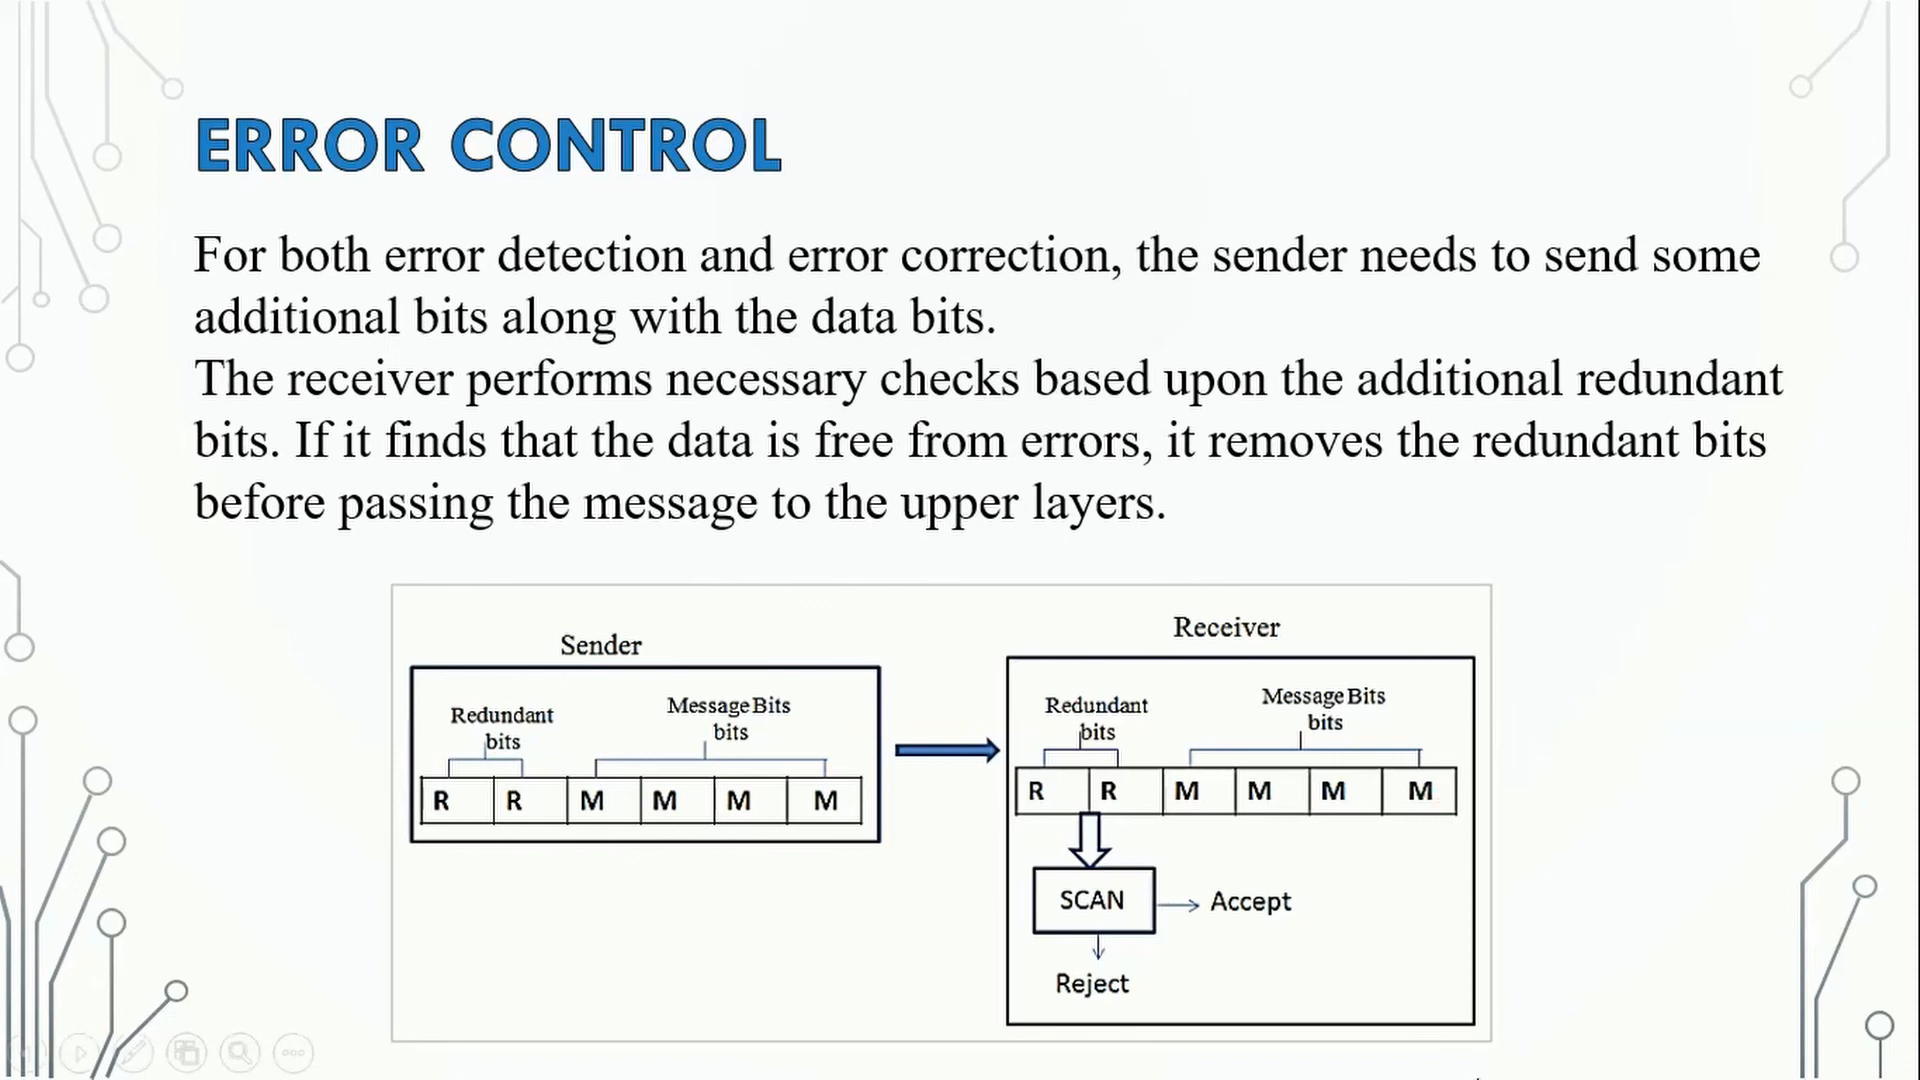 ERROR CONTROL
For both error detection and error correction, the sender needs to send some
additional bits along with the data bits.
The receiver performs necessary checks based upon the additional redundant
bits. If it finds that the data is free from errors, it removes the redundant bits
before passing the message to the upper layers.
Sender
Redundant
bits
Message Bits
bits
R R M M M M
Receiver
Redundant
bits
Message Bits
bits
R R M M M M
SCAN
Accept
Reject